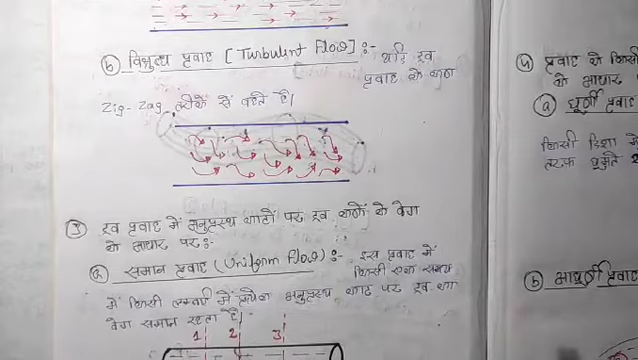 (b) विक्षुब्ध प्रवाह [Turbulent Flow] :- यदि द्रव
प्रवाह के कण
Zig-Zag तरीके से बहते है।
(3) द्रव प्रवाह में अनुप्रस्थ काटों पर द्रव कणों के वेग
के आधार पर :-
(a) समान प्रवाह (Uniform Flow) :- इस प्रवाह में
किसी एक समय
में किसी लम्बाई में प्रत्येक अनुप्रस्थ काट पर द्रव का
वेग समान रहता है।
1 2 3
(4) प्रवाह के किसी
के आधार
(a) घूर्णी प्रवाह
किसी दिशा में
तरफ घूमते
(b) अघूर्णी प्रवाह